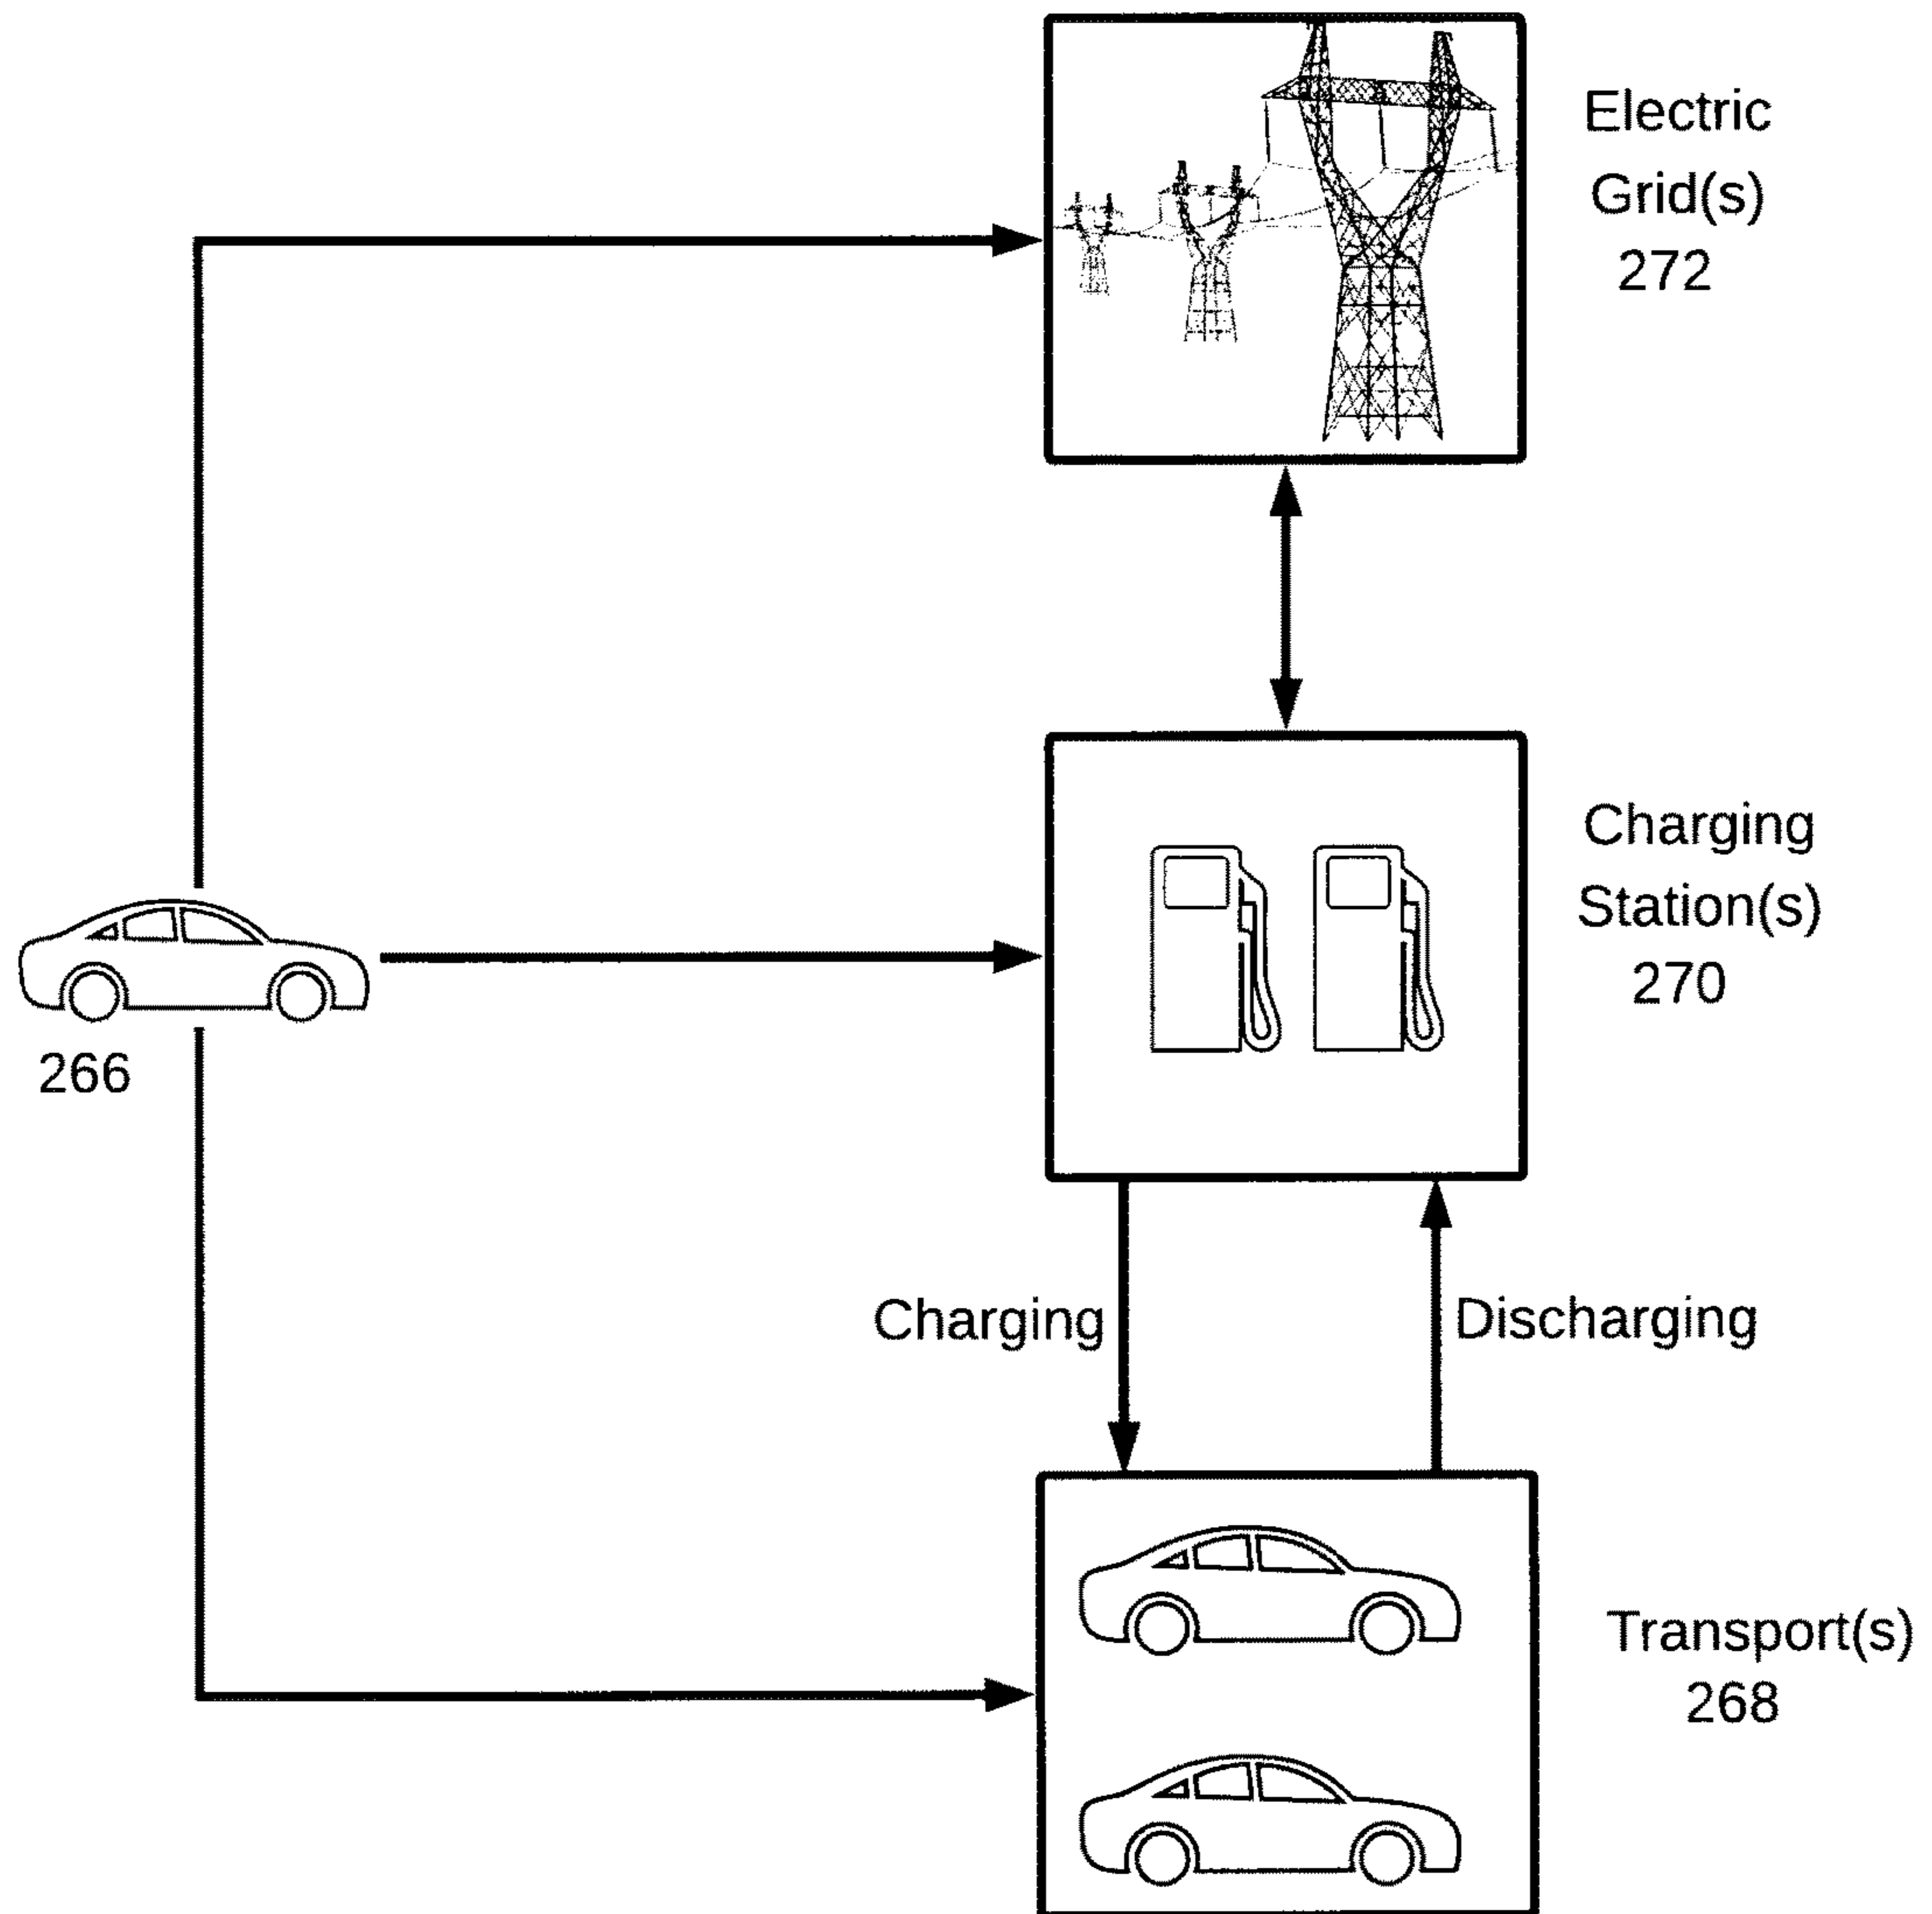 Electric
Grid(s)
272
Charging
Station(s)
270
266
Charging
Discharging
Transport(s)
268